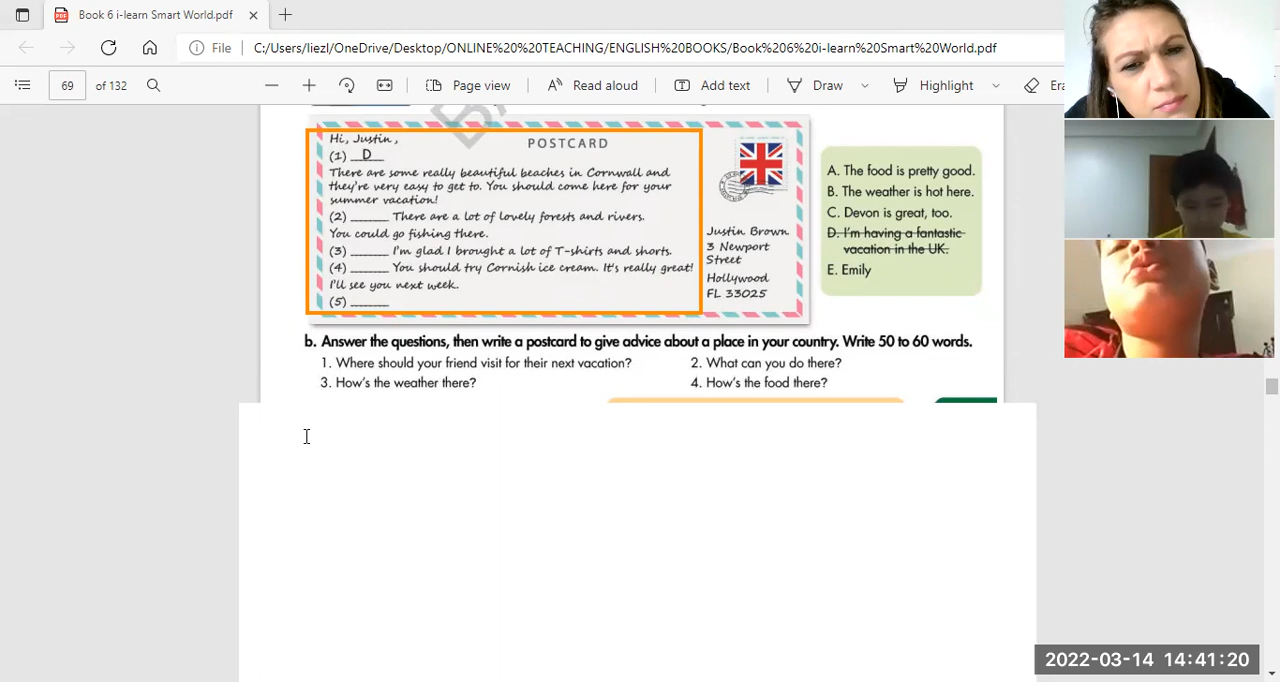 Book 6 i-learn Smart World.pdf
File
C:/Users/liezl/OneDrive/Desktop/ONLINE%20%20TEACHING/ENGLISH%20BOOKS/Book%206%20i-learn%20Smart%20World.pdf
69 of 132
Page view
Read aloud
Add text
Draw
Highlight
Era
Hi, Justin,
POSTCARD
(1) __D__
There are some really beautiful beaches in Cornwall and
they're very easy to get to. You should come here for your
summer vacation!
(2) ______ There are a lot of lovely forests and rivers.
You could go fishing there.
(3) ______ I'm glad I brought a lot of T-shirts and shorts.
(4) ______ You should try Cornish ice cream. It's really great!
I'll see you next week.
(5) ______
Justin Brown
3 Newport
Street
Hollywood
FL 33025
A. The food is pretty good.
B. The weather is hot here.
C. Devon is great, too.
D. I'm having a fantastic
vacation in the UK.
E. Emily
b. Answer the questions, then write a postcard to give advice about a place in your country. Write 50 to 60 words.
1. Where should your friend visit for their next vacation?
2. What can you do there?
3. How's the weather there?
4. How's the food there?
2022-03-14 14:41:20